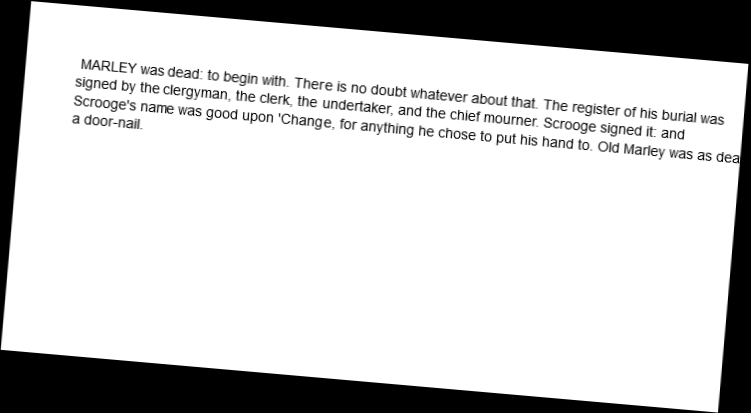 MARLEY was dead: to begin with. There is no doubt whatever about that. The register of his burial was
signed by the clergyman, the clerk, the undertaker, and the chief mourner. Scrooge signed it: and
Scrooge's name was good upon 'Change, for anything he chose to put his hand to. Old Marley was as dea
a door-nail.